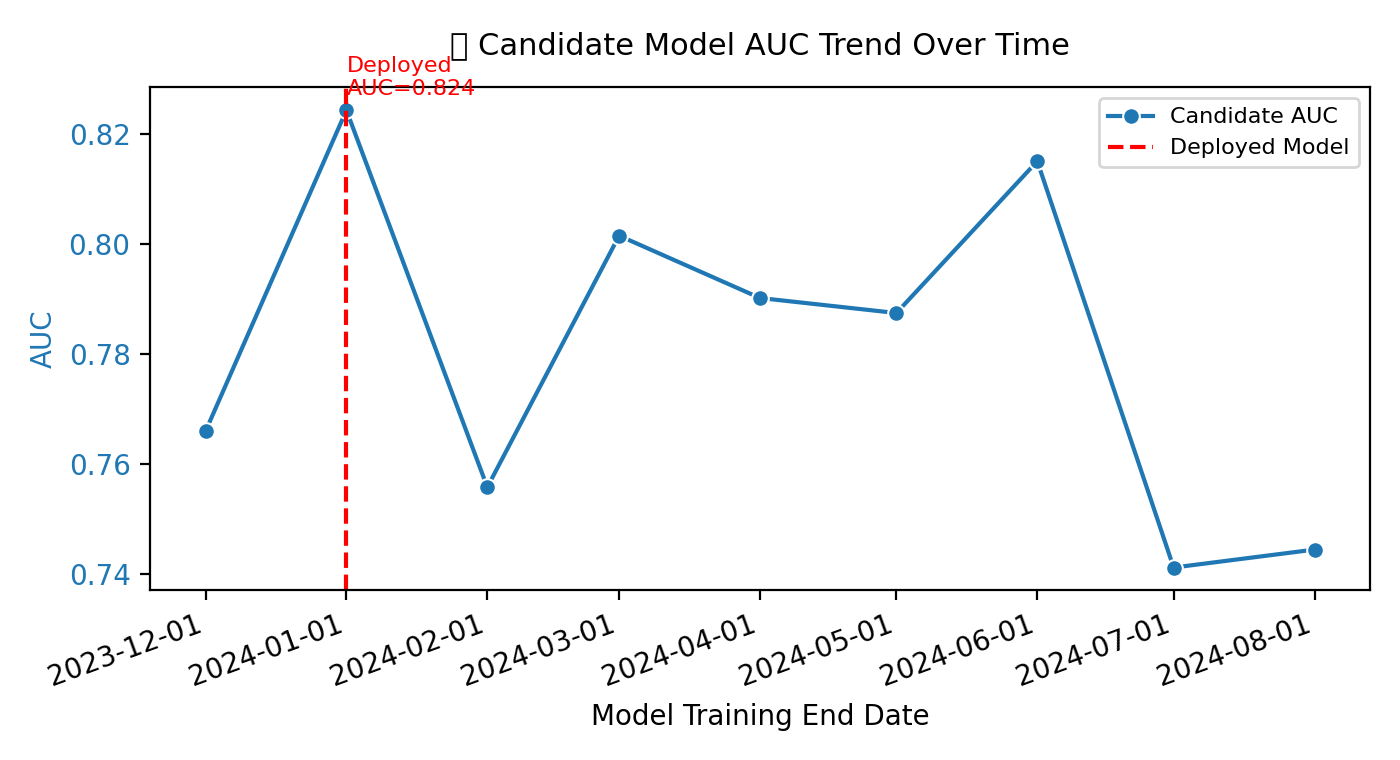 ▯ Candidate Model AUC Trend Over Time
Deployed
AUC=0.824
Candidate AUC
Deployed Model
0.82
0.80
0.78
0.76
0.74
AUC
2023-12-01
2024-01-01
2024-02-01
2024-03-01
2024-04-01
2024-05-01
2024-06-01
2024-07-01
2024-08-01
Model Training End Date